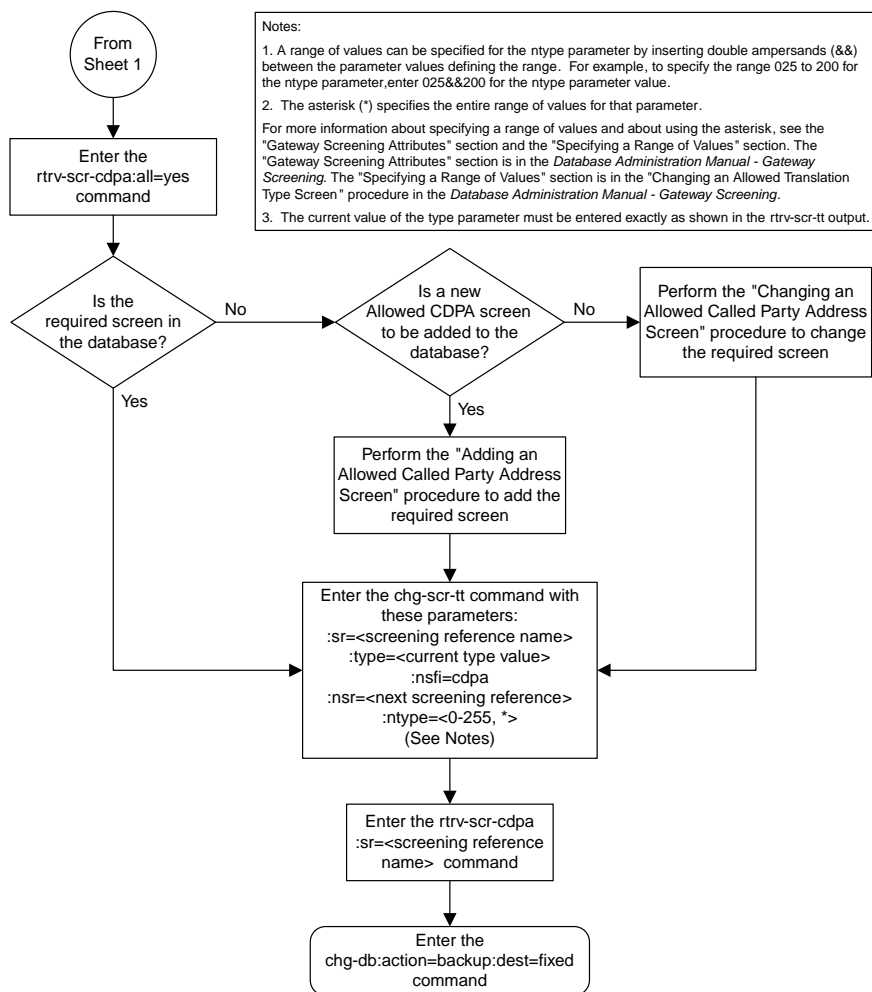 From
Sheet 1
Notes:
1. A range of values can be specified for the ntype parameter by inserting double ampersands (&&)
between the parameter values defining the range. For example, to specify the range 025 to 200 for
the ntype parameter,enter 025&&200 for the ntype parameter value.
2. The asterisk (*) specifies the entire range of values for that parameter.
For more information about specifying a range of values and about using the asterisk, see the
"Gateway Screening Attributes" section and the "Specifying a Range of Values" section. The
"Gateway Screening Attributes" section is in the Database Administration Manual - Gateway
Screening. The "Specifying a Range of Values" section is in the "Changing an Allowed Translation
Type Screen" procedure in the Database Administration Manual - Gateway Screening.
3. The current value of the type parameter must be entered exactly as shown in the rtrv-scr-tt output.
Enter the
rtrv-scr-cdpa:all=yes
command
Is the
required screen in
the database?
No
Yes
Is a new
Allowed CDPA screen
to be added to the
database?
No
Yes
Perform the "Changing an
Allowed Called Party Address
Screen" procedure to change
the required screen
Perform the "Adding an
Allowed Called Party Address
Screen" procedure to add the
required screen
Enter the chg-scr-tt command with
these parameters:
:sr=<screening reference name>
:type=<current type value>
:nsfi=cdpa
:nsr=<next screening reference>
:ntype=<0-255, *>
(See Notes)
Enter the rtrv-scr-cdpa
:sr=<screening reference
name> command
Enter the
chg-db:action=backup:dest=fixed
command